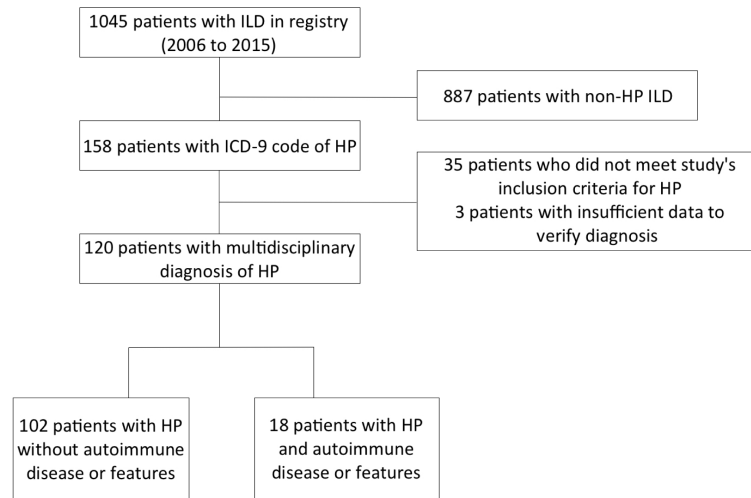 1045 patients with ILD in registry
(2006 to 2015)
887 patients with non-HP ILD
158 patients with ICD-9 code of HP
35 patients who did not meet study's
inclusion criteria for HP
3 patients with insufficient data to
verify diagnosis
120 patients with multidisciplinary
diagnosis of HP
102 patients with HP
without autoimmune
disease or features
18 patients with HP
and autoimmune
disease or features